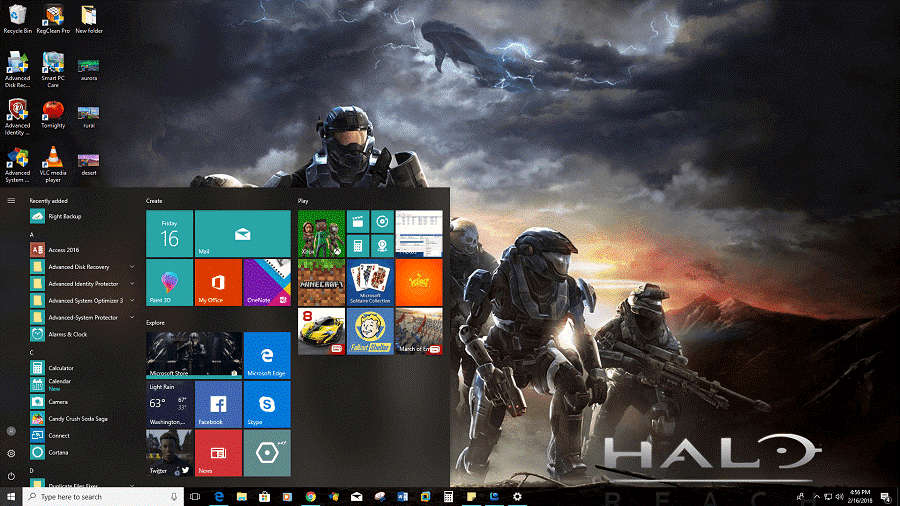 Recycle Bin
RegClean Pro
New folder
Advanced
Disk Rec...
Smart PC
Care
aurora
Advanced
Identity ...
Tomighty
rural
Advanced
System ...
VLC media
player
desert
Recently added
Right Backup
A
Access 2016
Advanced Disk Recovery
Advanced Identity Protector
Advanced System Optimizer 3
Advanced-System Protector
Alarms & Clock
C
Calculator
Calendar
New
Camera
Candy Crush Soda Saga
Connect
Cortana
D
Duplicate Files Fixer
Create
Friday
16
Mail
Paint 3D
My Office
OneNote
Explore
Microsoft Store
Microsoft Edge
Light Rain
63°
67°
33°
Washington,...
Facebook
Skype
Twitter
News
Play
Xbox
MINECRAFT
Microsoft
Solitaire Collection
8
Fallout Shelter
March of Em...
HALO
REACH
Type here to search
4:56 PM
2/16/2018